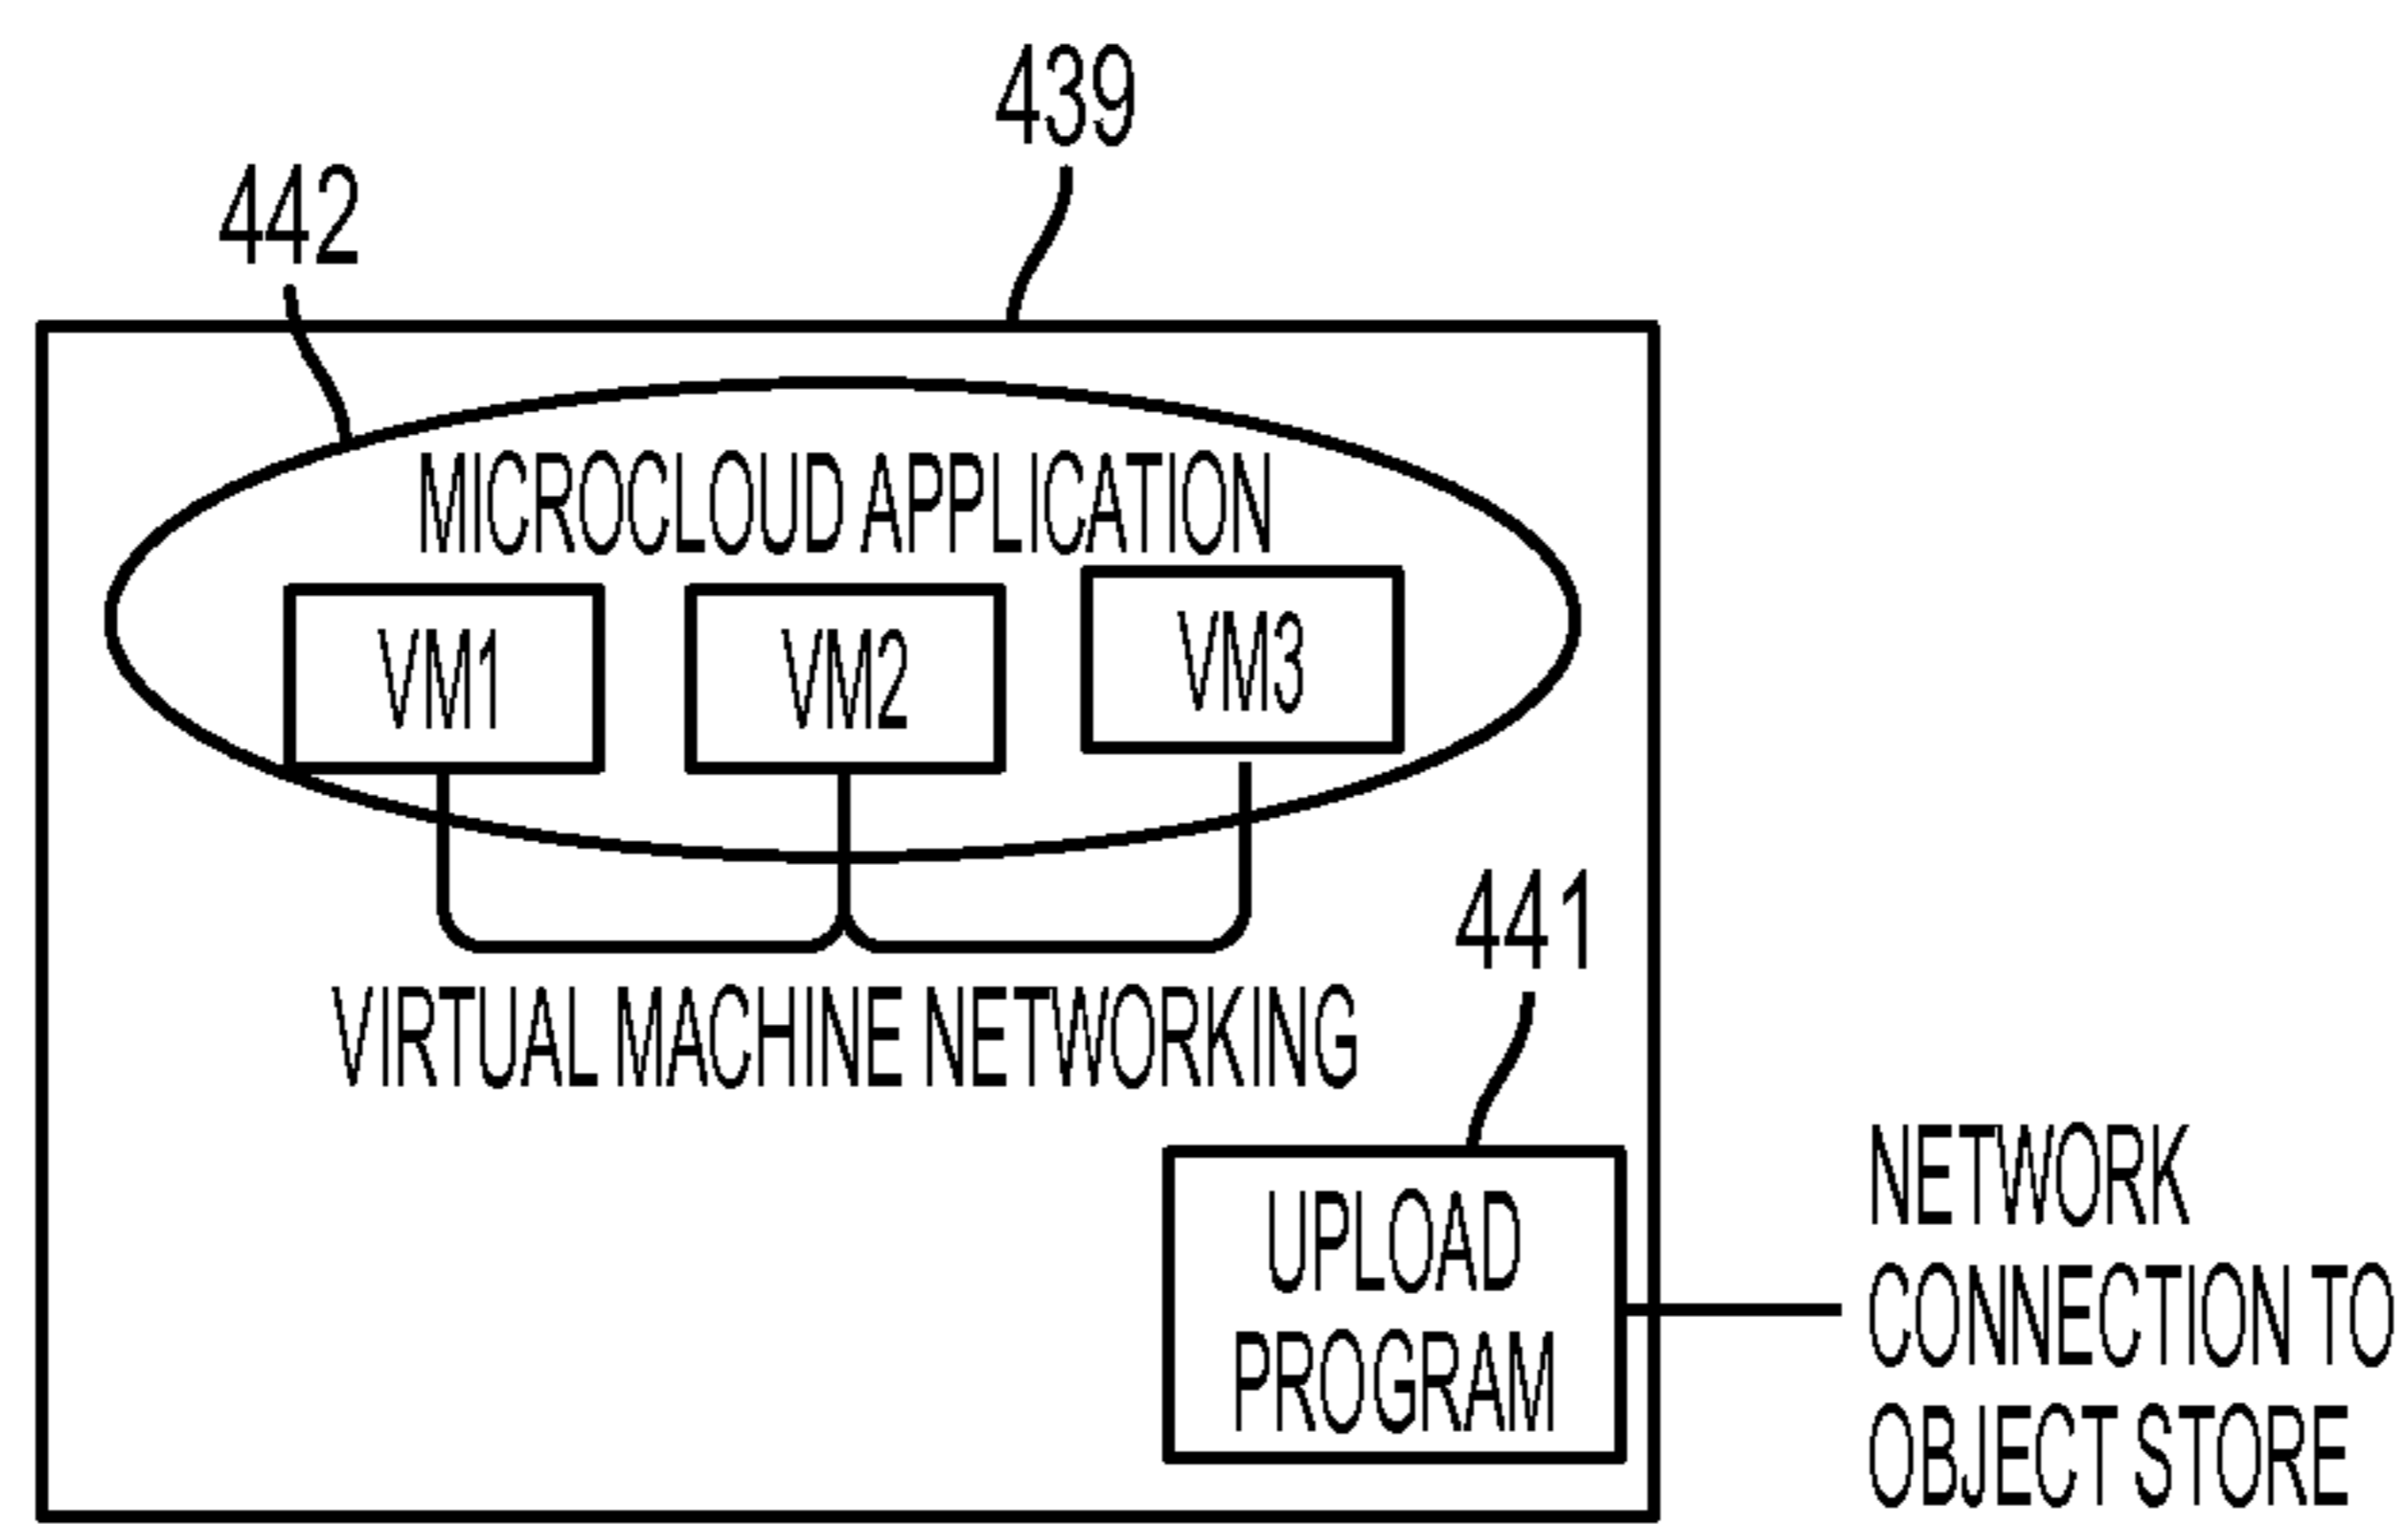 439
442
MICROCLOUD APPLICATION
VM1 VM2 VM3
VIRTUAL MACHINE NETWORKING
441
UPLOAD
PROGRAM
NETWORK
CONNECTION TO
OBJECT STORE